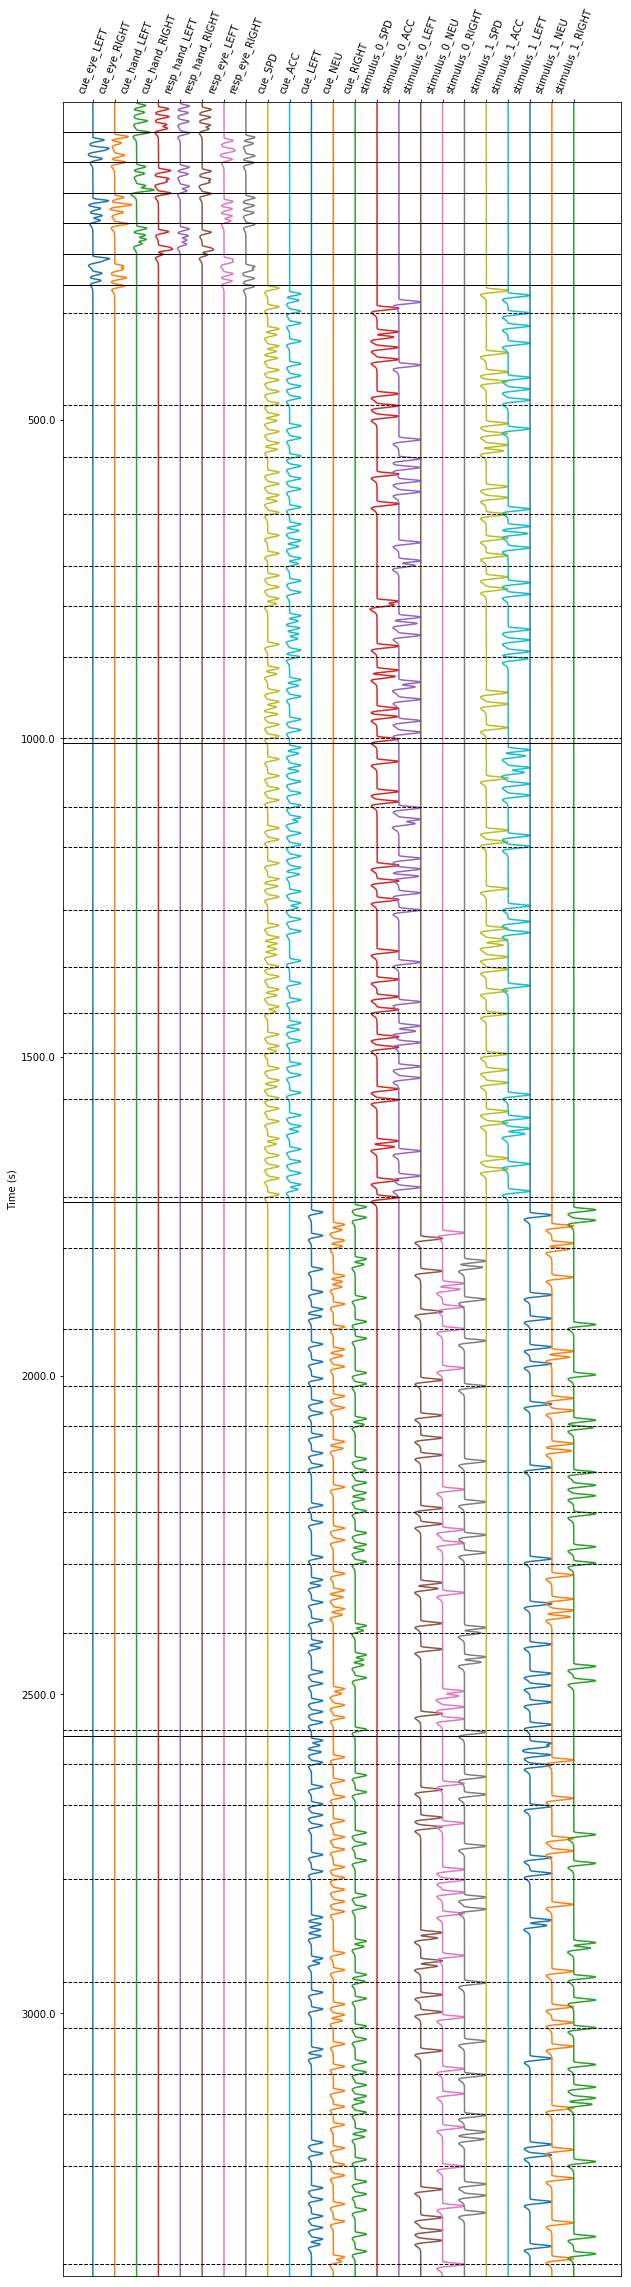 cue_eye_LEFT
cue_eye_RIGHT
cue_hand_LEFT
cue_hand_RIGHT
resp_hand_LEFT
resp_hand_RIGHT
resp_eye_LEFT
resp_eye_RIGHT
cue_SPD
cue_ACC
cue_LEFT
cue_NEU
cue_RIGHT
stimulus_0_SPD
stimulus_0_ACC
stimulus_0_LEFT
stimulus_0_NEU
stimulus_0_RIGHT
stimulus_1_SPD
stimulus_1_ACC
stimulus_1_LEFT
stimulus_1_NEU
stimulus_1_RIGHT
500.0
1000.0
1500.0
Time (s)
2000.0
2500.0
3000.0